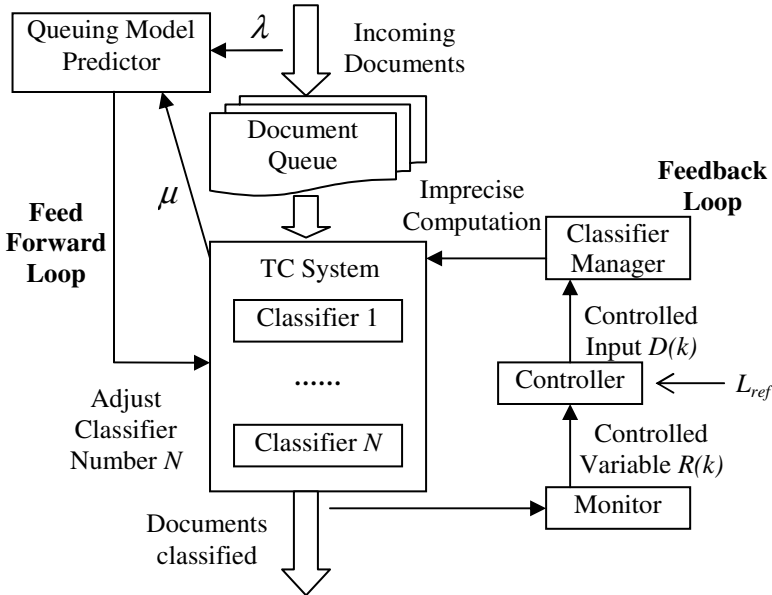 Queuing Model
Predictor
λ
Incoming
Documents
Document
Queue
μ
Feed
Forward
Loop
Imprecise
Computation
Feedback
Loop
Classifier
Manager
TC System
Classifier 1
......
Classifier N
Controlled
Input D(k)
Controller
L_ref
Adjust
Classifier
Number N
Controlled
Variable R(k)
Monitor
Documents
classified